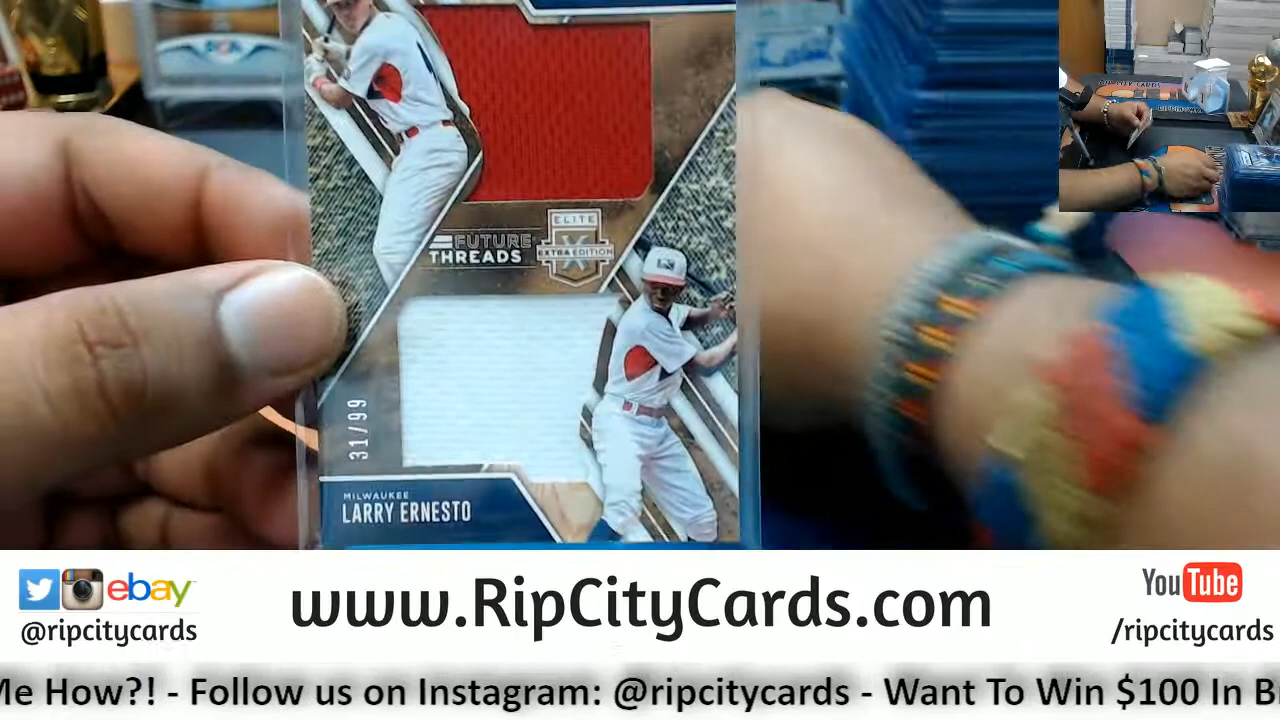 FUTURE
THREADS
ELITE
EXTRA EDITION
31/99
MILWAUKEE
LARRY ERNESTO
ebay
@ripcitycards
www.RipCityCards.com
YouTube
/ripcitycards
Me How?! - Follow us on Instagram: @ripcitycards - Want To Win $100 In B